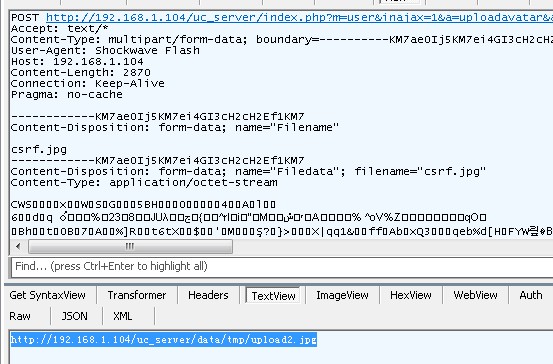 POST http://192.168.1.104/uc_server/index.php?m=user&inajax=1&a=uploadavatar&
Accept: text/*
Content-Type: multipart/form-data; boundary=----------KM7ae0Ij5KM7ei4GI3cH2cH2
User-Agent: Shockwave Flash
Host: 192.168.1.104
Content-Length: 2870
Connection: Keep-Alive
Pragma: no-cache
------------KM7ae0Ij5KM7ei4GI3cH2cH2Ef1KM7
Content-Disposition: form-data; name="Filename"
csrf.jpg
------------KM7ae0Ij5KM7ei4GI3cH2cH2Ef1KM7
Content-Disposition: form-data; name="Filedata"; filename="csrf.jpg"
Content-Type: application/octet-stream
Find... (press Ctrl+Enter to highlight all)
Get SyntaxView Transformer Headers TextView ImageView HexView WebView Auth
Raw JSON XML
http://192.168.1.104/uc_server/data/tmp/upload2.jpg